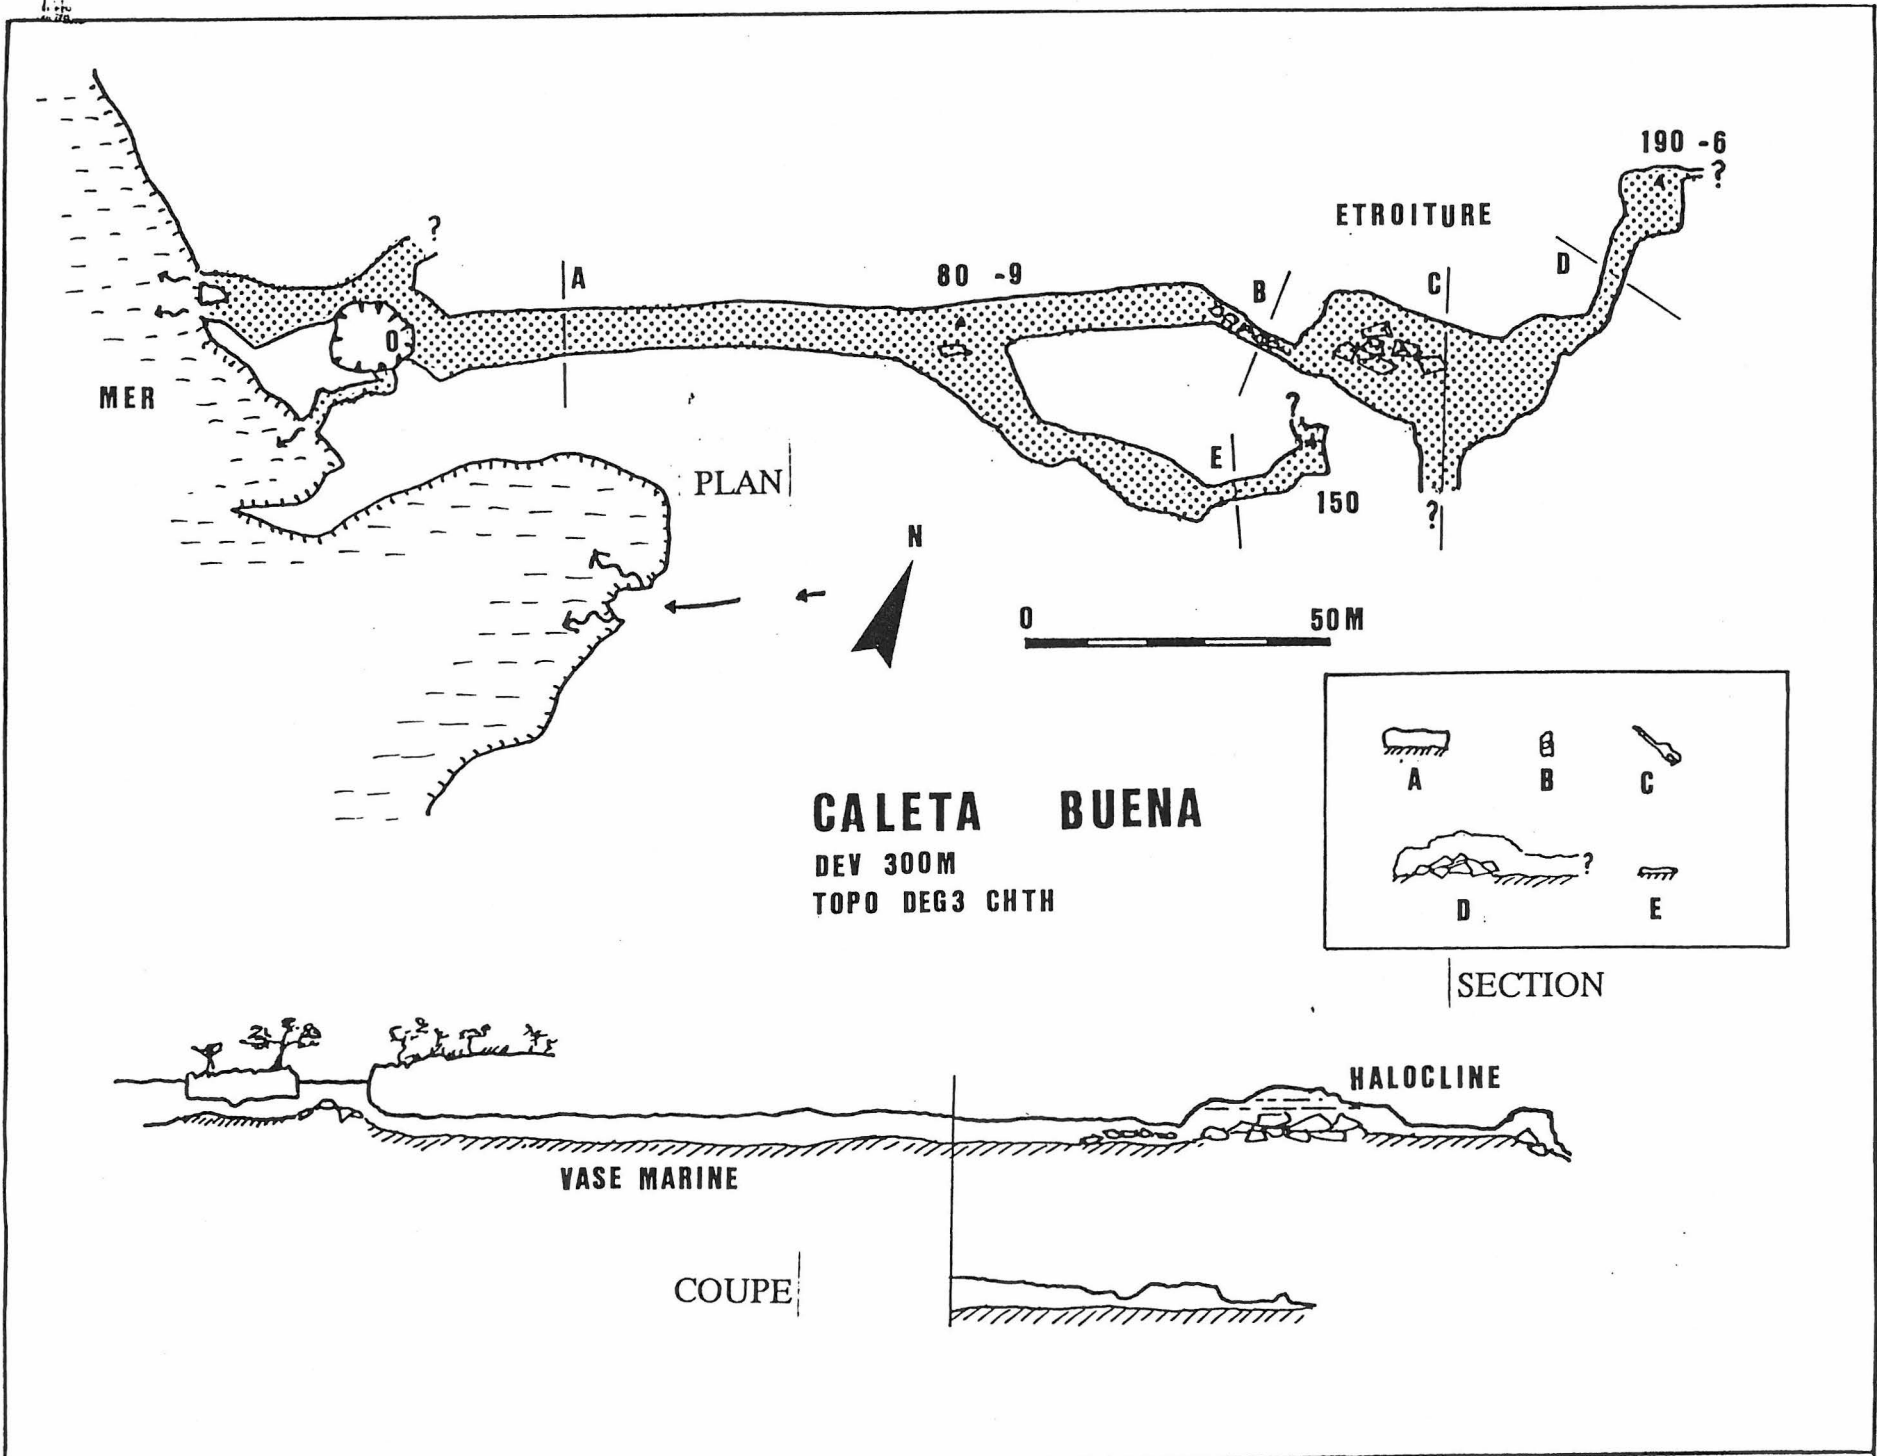 190 -6
?
ETROITURE
?
A
80 -9
B
C
D
O
MER
?
E
PLAN
150
?
N
0 50M
A B C
?
D E
CALETA BUENA
DEV 300M
TOPO DEG3 CHTH
SECTION
HALOCLINE
VASE MARINE
COUPE